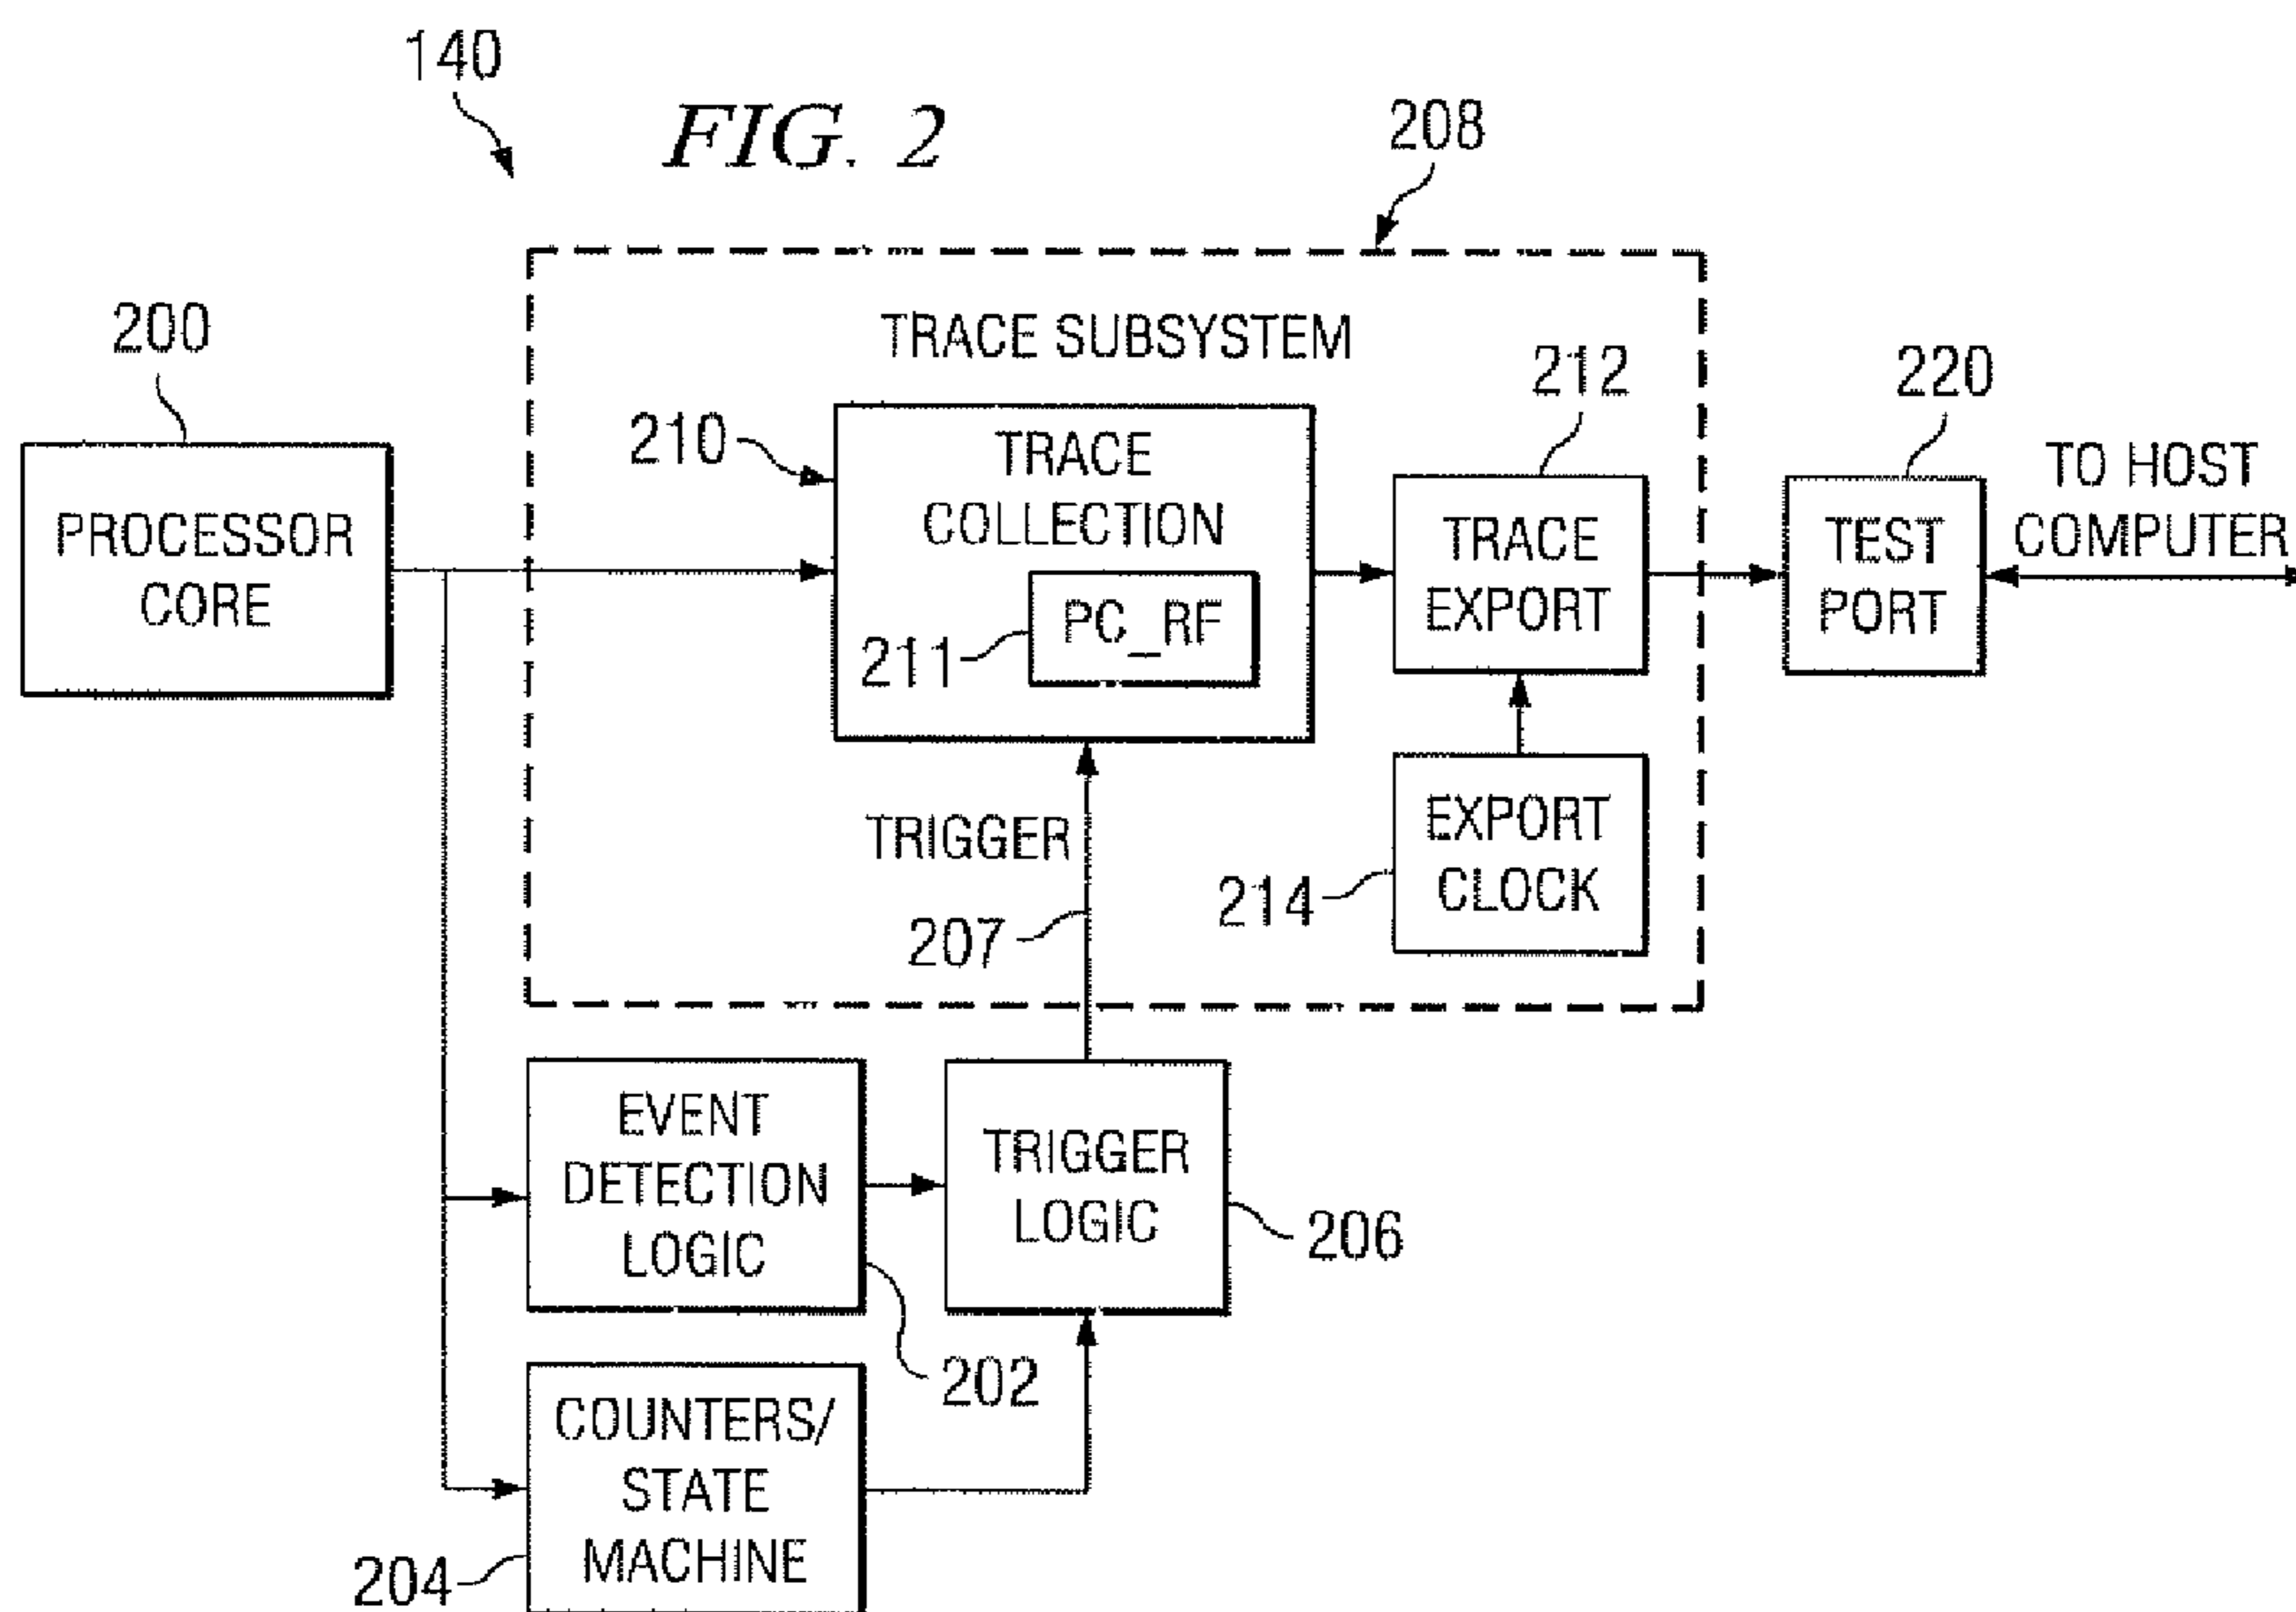 140
FIG. 2
208
200
TRACE SUBSYSTEM
212
220
210
TRACE
COLLECTION
PC_RF
211
PROCESSOR
CORE
TRACE
EXPORT
TEST
PORT
TO HOST
COMPUTER
TRIGGER
207
EXPORT
CLOCK
214
EVENT
DETECTION
LOGIC
TRIGGER
LOGIC
206
202
COUNTERS/
STATE
MACHINE
204